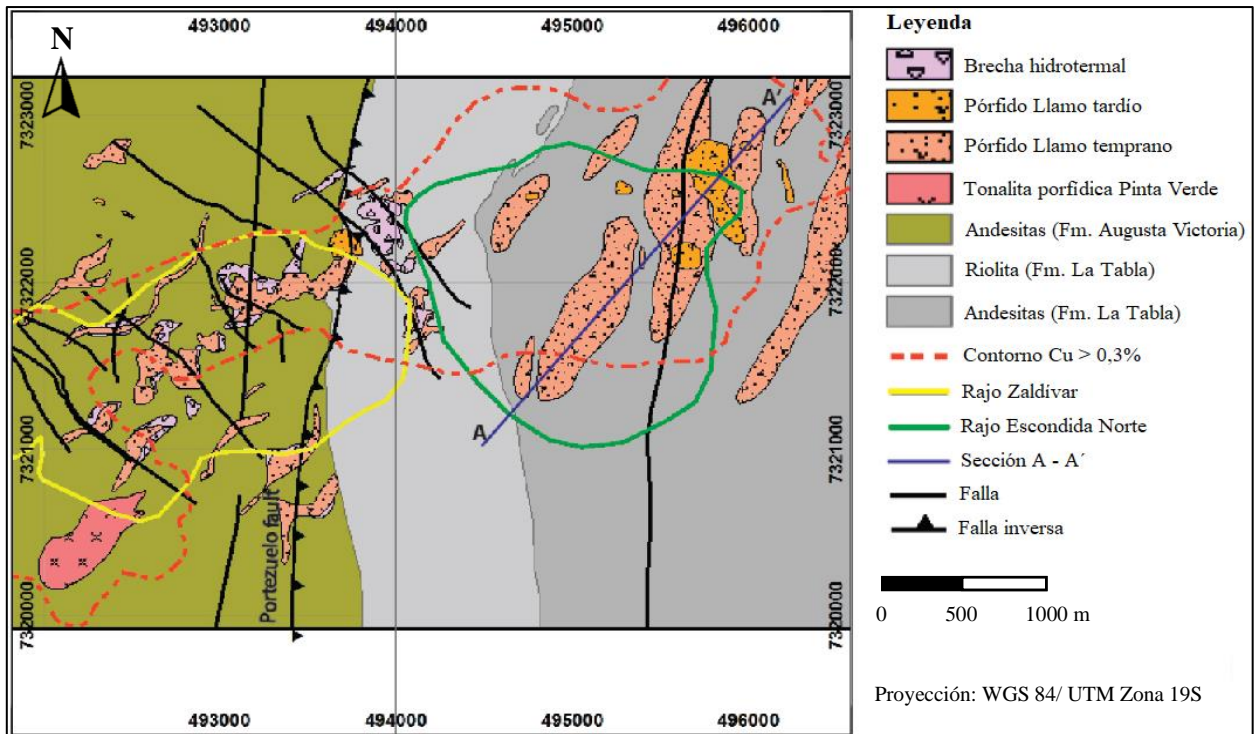 493000 494000 495000 496000
N
7323000
7323000
7322000
7322000
7321000
7321000
7320000
7320000
A'
A
Portezuelo fault
493000 494000 495000 496000
Leyenda
Brecha hidrotermal
Pórfido Llamo tardío
Pórfido Llamo temprano
Tonalita porfídica Pinta Verde
Andesitas (Fm. Augusta Victoria)
Riolita (Fm. La Tabla)
Andesitas (Fm. La Tabla)
Contorno Cu > 0,3%
Rajo Zaldívar
Rajo Escondida Norte
Sección A - A´
Falla
Falla inversa
0 500 1000 m
Proyección: WGS 84/ UTM Zona 19S